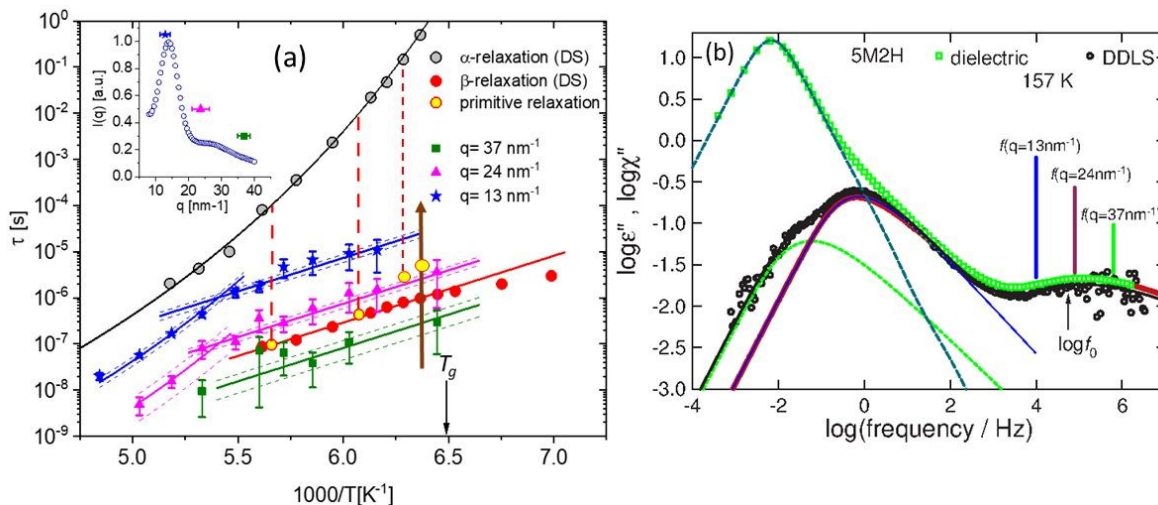 (a)
10⁰
10⁻¹
10⁻²
10⁻³
10⁻⁴
10⁻⁵
10⁻⁶
10⁻⁷
10⁻⁸
10⁻⁹
τ [s]
5.0 5.5 6.0 6.5 7.0
1000/T[K⁻¹]
1.0
0.8
0.6
0.4
0.2
0.0
I(q) [a.u.]
10 20 30 40
q [nm-1]
α-relaxation (DS)
β-relaxation (DS)
primitive relaxation
q= 37 nm⁻¹
q= 24 nm⁻¹
q= 13 nm⁻¹
T_g
(b)
5M2H
dielectric
DDLS
157 K
f(q=13nm⁻¹)
f(q=24nm⁻¹)
f(q=37nm⁻¹)
logf₀
1.0
0.5
0.0
-0.5
-1.0
-1.5
-2.0
-2.5
-3.0
logε", logχ"
-4 -2 0 2 4 6
log(frequency / Hz)